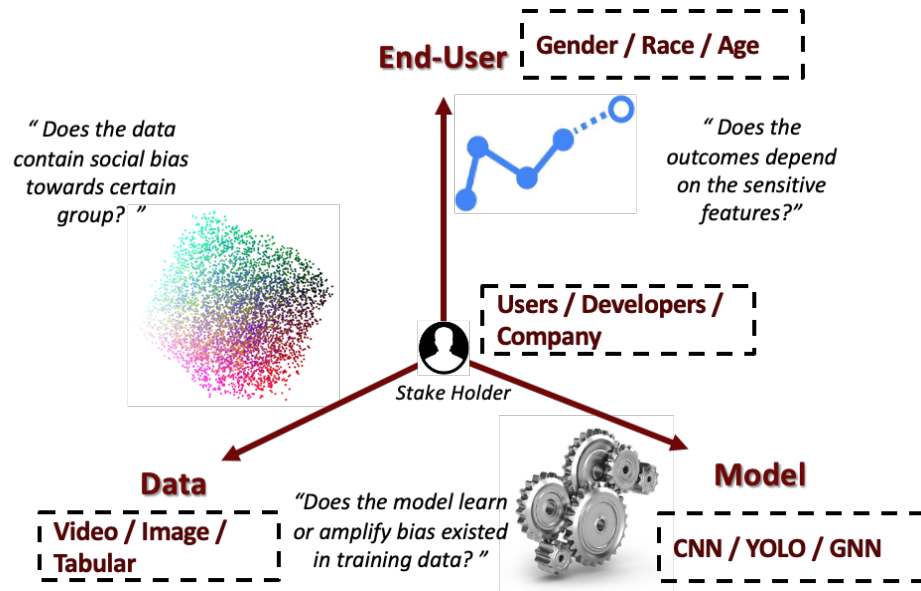 End-User
Gender / Race / Age
“ Does the data
contain social bias
towards certain
group? ”
“ Does the
outcomes depend
on the sensitive
features?”
Users / Developers /
Company
Stake Holder
Data
Video / Image /
Tabular
“Does the model learn
or amplify bias existed
in training data? ”
Model
CNN / YOLO / GNN